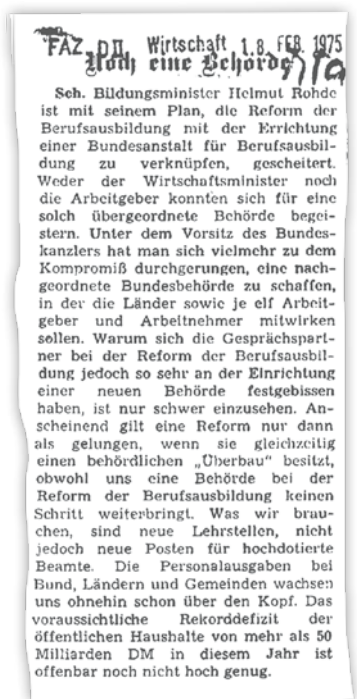 FAZ, DII, Wirtschaft 1.8. FEB. 1975
Noch eine Behörde
Sch. Bildungsminister Helmut Rohde
ist mit seinem Plan, die Reform der
Berufsausbildung mit der Errichtung
einer Bundesanstalt für Berufsausbil-
dung zu verknüpfen, gescheitert.
Weder der Wirtschaftsminister noch
die Arbeitgeber konnten sich für eine
solch übergeordnete Behörde begei-
stern. Unter dem Vorsitz des Bundes-
kanzlers hat man sich vielmehr zu dem
Kompromiß durchgerungen, eine nach-
geordnete Bundesbehörde zu schaffen,
in der die Länder sowie je elf Arbeit-
geber und Arbeitnehmer mitwirken
sollen. Warum sich die Gesprächspart-
ner bei der Reform der Berufsausbil-
dung jedoch so sehr an der Einrichtung
einer neuen Behörde festgebissen
haben, ist nur schwer einzusehen. An-
scheinend gilt eine Reform nur dann
als gelungen, wenn sie gleichzeitig
einen behördlichen „Überbau“ besitzt,
obwohl uns eine Behörde bei der
Reform der Berufsausbildung keinen
Schritt weiterbringt. Was wir brau-
chen, sind neue Lehrstellen, nicht
jedoch neue Posten für hochdotierte
Beamte. Die Personalausgaben bei
Bund, Ländern und Gemeinden wachsen
uns ohnehin schon über den Kopf. Das
voraussichtliche Rekorddefizit der
öffentlichen Haushalte von mehr als 50
Milliarden DM in diesem Jahr ist
offenbar noch nicht hoch genug.